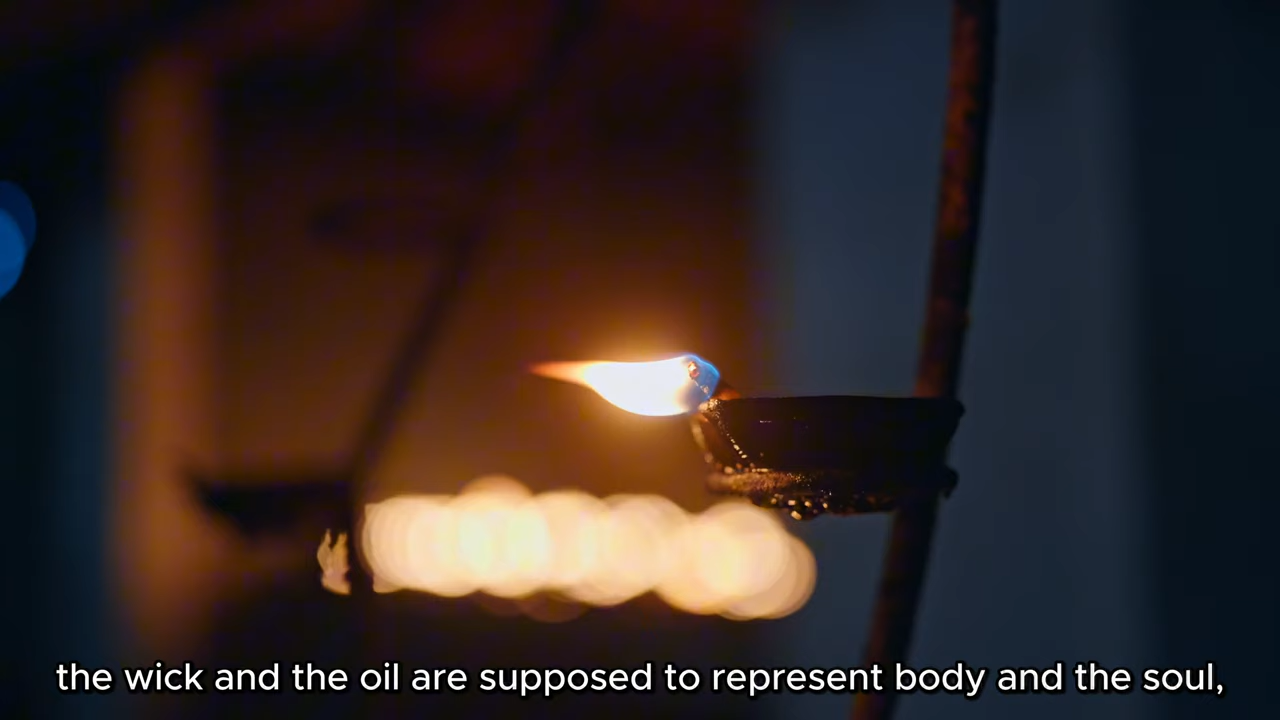 the wick and the oil are supposed to represent body and the soul,